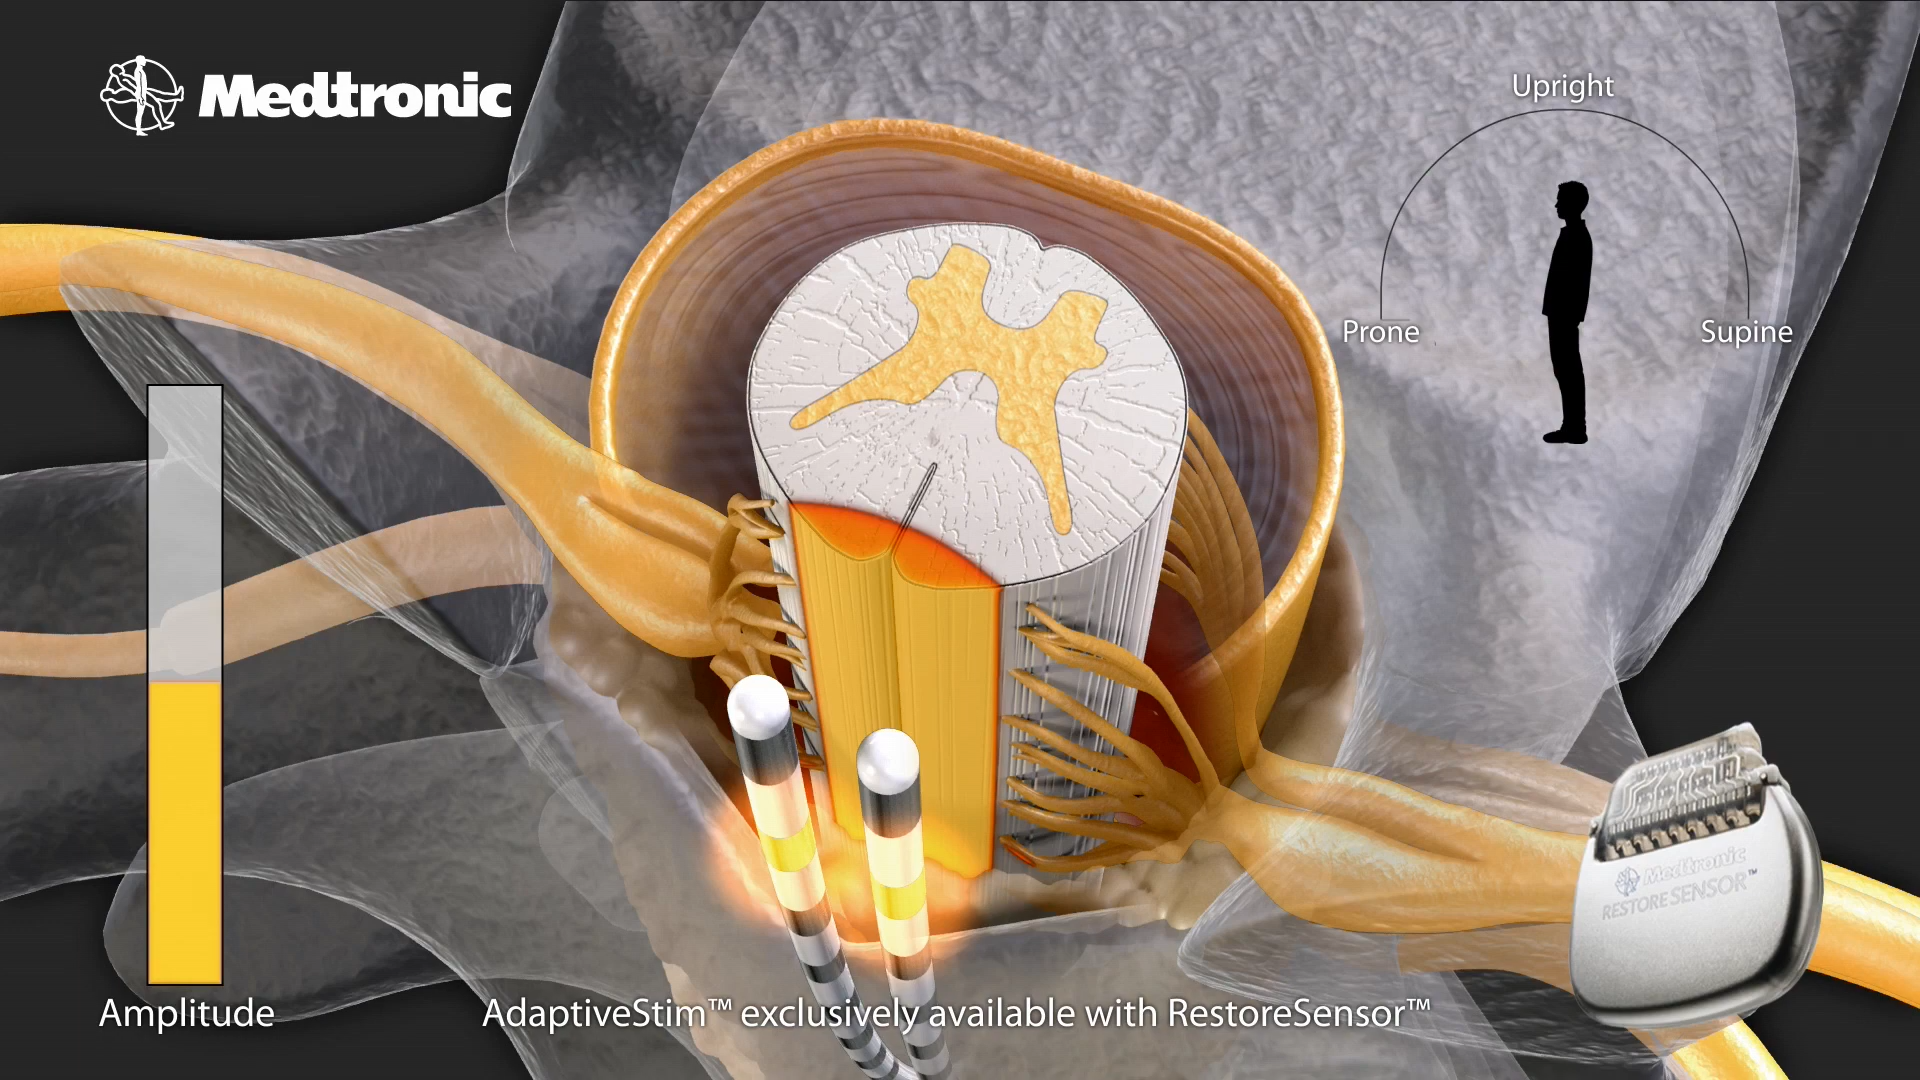 Medtronic
Upright
Prone
Supine
Medtronic
RESTORESENSOR™
Amplitude
AdaptiveStim™ exclusively available with RestoreSensor™